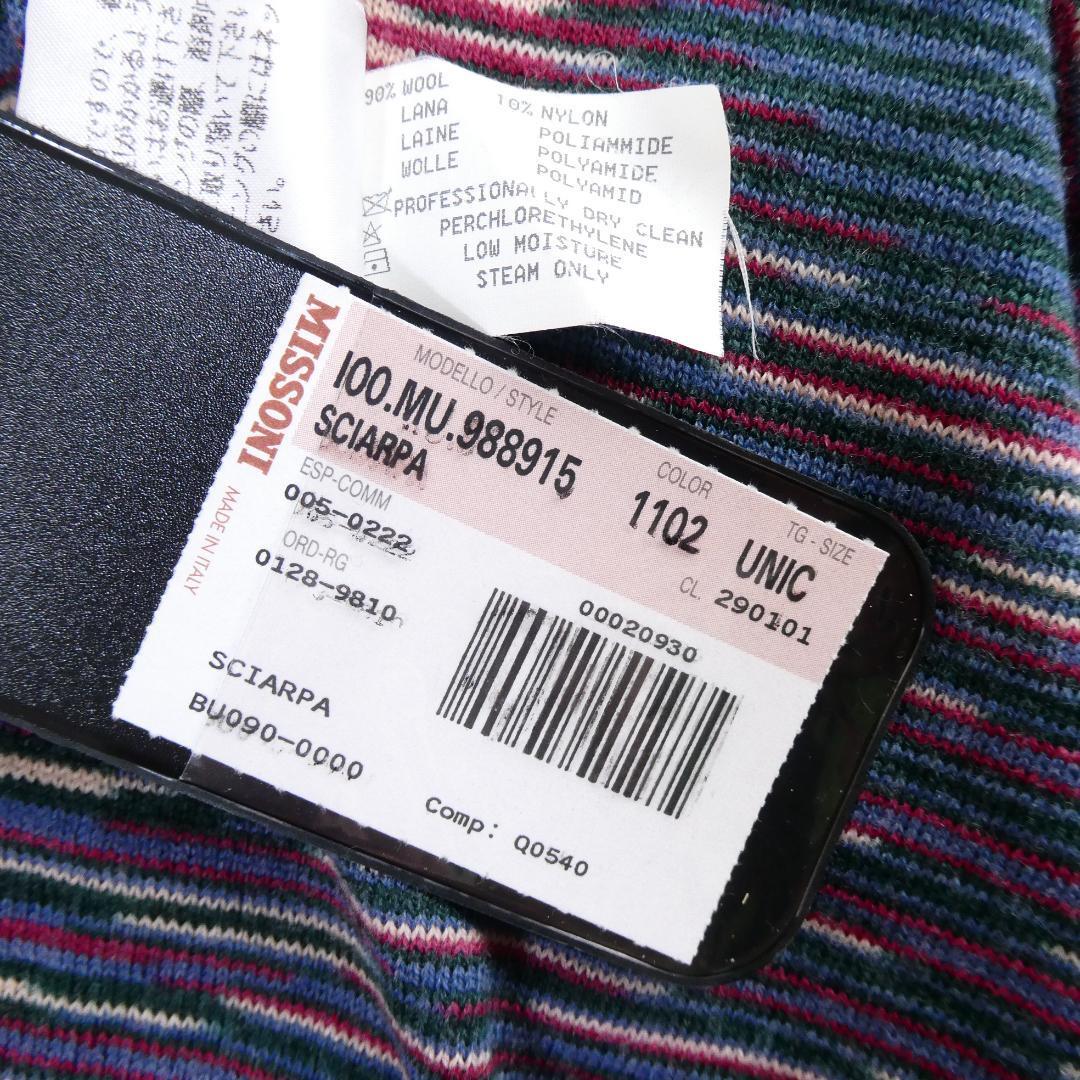 90% WOOL
LANA
LAINE
WOLLE
10% NYLON
POLIAMMIDE
POLYAMIDE
POLYAMID
PROFESSIONALLY DRY CLEAN
PERCHLORETHYLENE
LOW MOISTURE
STEAM ONLY
MISSONI
MADE IN ITALY
MODELLO / STYLE
I00.MU.988915
SCIARPA
COLOR
1102
TG - SIZE
UNIC
CL. 290101
ESP-COMM
005-0222
ORD-RG
0128-9810
00020930
SCIARPA
BU090-0000
Comp: Q0540